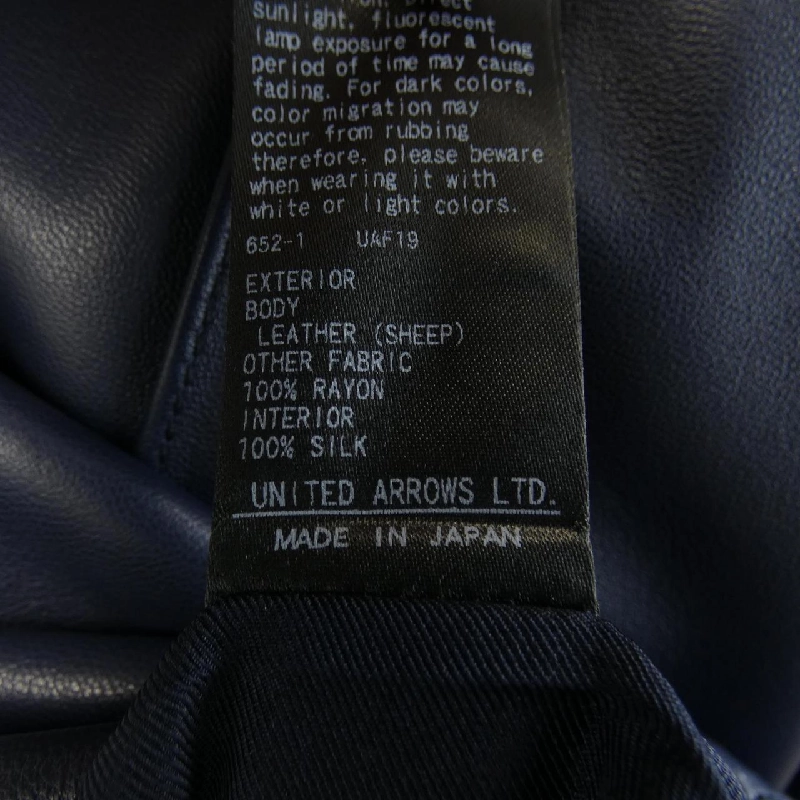 sunlight, fluorescent
lamp exposure for a long
period of time may cause
fading. For dark colors,
color migration may
occur from rubbing
therefore, please beware
when wearing it with
white or light colors.
652-1 UAF19
EXTERIOR
BODY
LEATHER (SHEEP)
OTHER FABRIC
100% RAYON
INTERIOR
100% SILK
UNITED ARROWS LTD.
MADE IN JAPAN